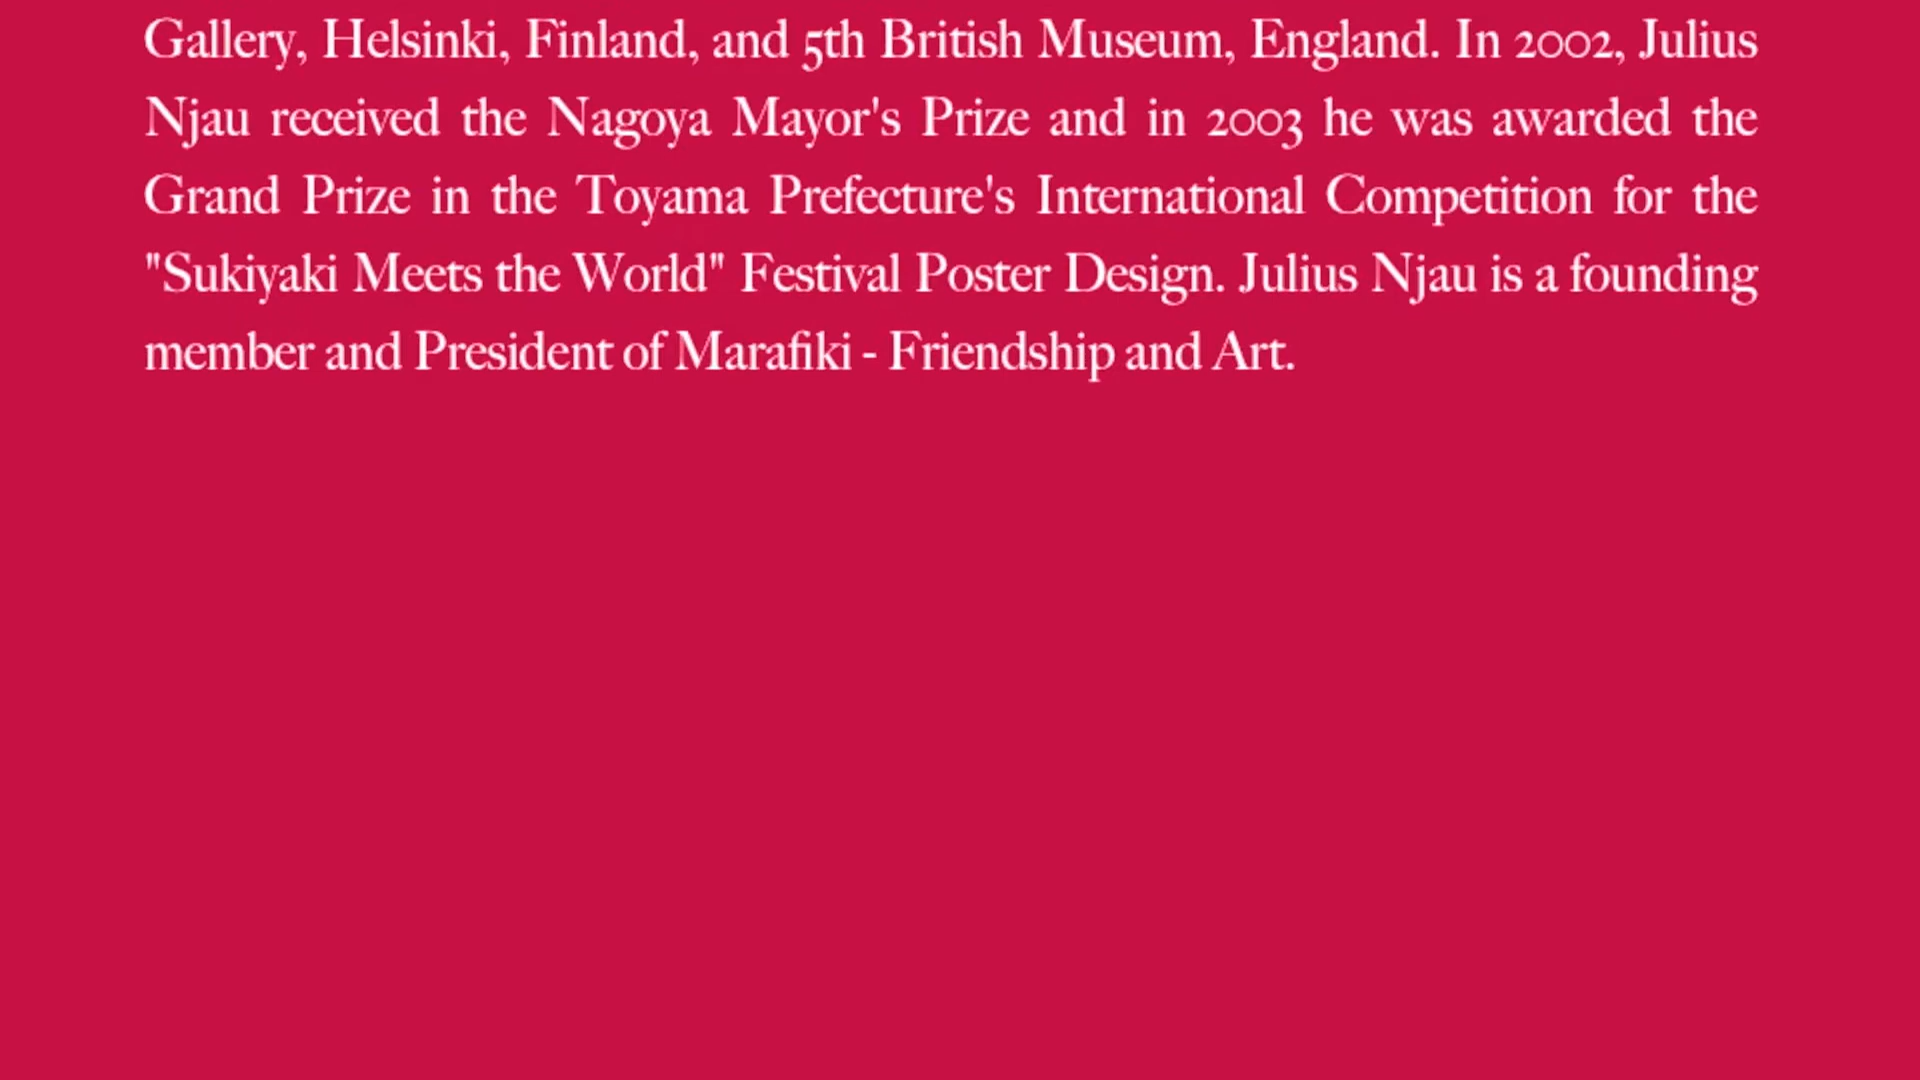 Gallery, Helsinki, Finland, and 5th British Museum, England. In 2002, Julius
Njau received the Nagoya Mayor's Prize and in 2003 he was awarded the
Grand Prize in the Toyama Prefecture's International Competition for the
"Sukiyaki Meets the World" Festival Poster Design. Julius Njau is a founding
member and President of Marafiki - Friendship and Art.